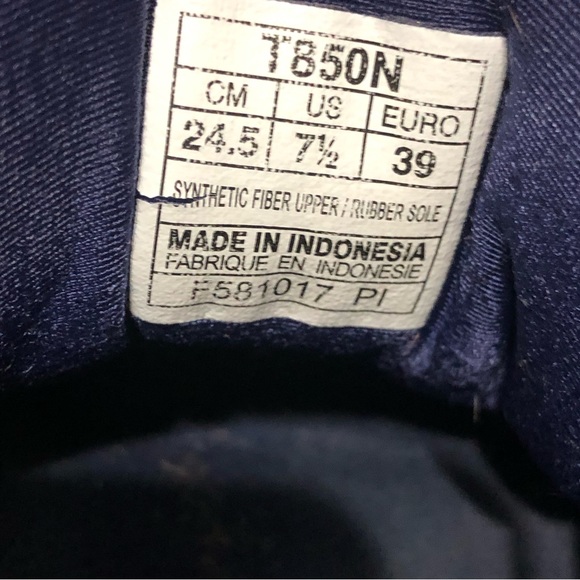 T850N
CM US EURO
24.5 7½ 39
SYNTHETIC FIBER UPPER / RUBBER SOLE
MADE IN INDONESIA
FABRIQUE EN INDONESIE
F581017 PI